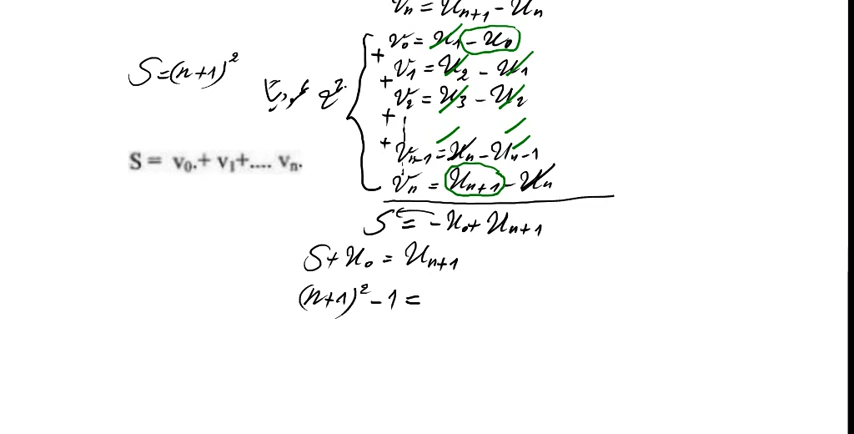 Vn = Un+1 - Un
V0 = U1 - U0
+
V1 = U2 - U1
+
V2 = U3 - U2
+
+
Vn-1 = Un - Un-1
Vn = Un+1 - Un
S = -U0 + Un+1
S + U0 = Un+1
(n+1)² - 1 =
S = (n+1)²
S = v0.+ v1+.... vn.